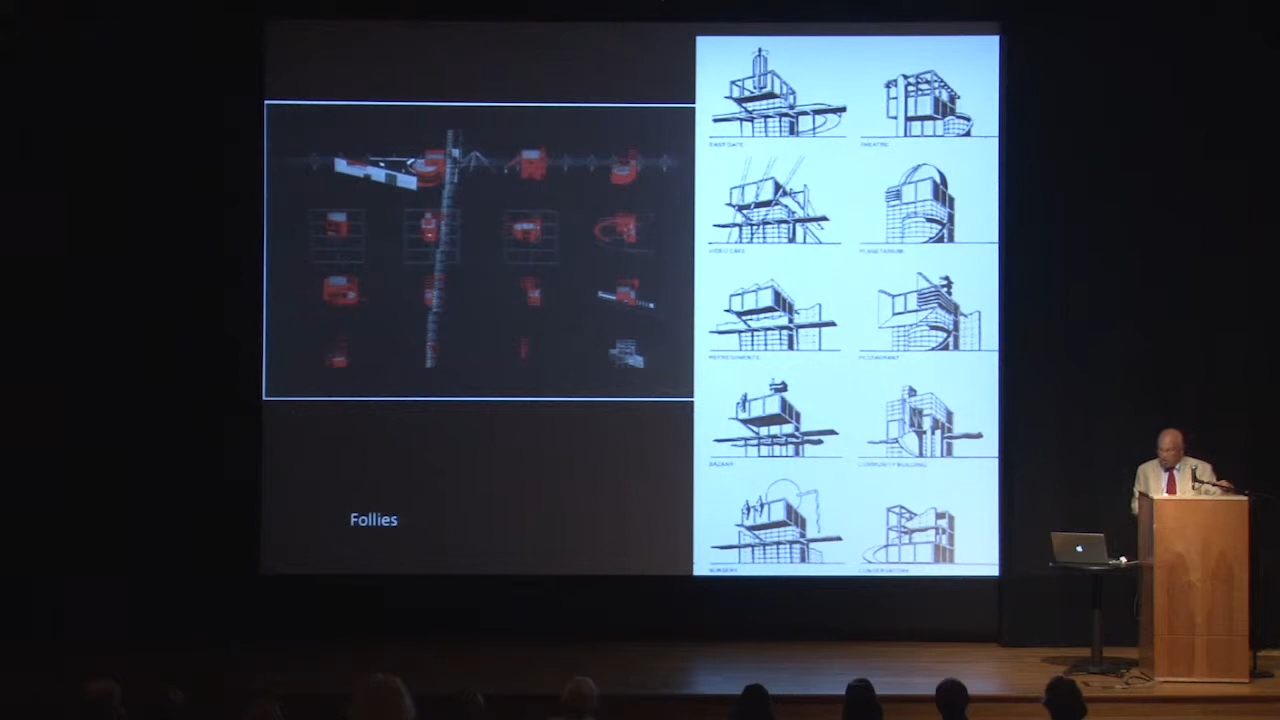 EAST GATE
THEATRE
VIDEO CAFE
PLANETARIUM
REFRESHMENTS
RESTAURANT
BAZAAR
COMMUNITY BUILDING
NURSERY
CONSERVATORY
Follies